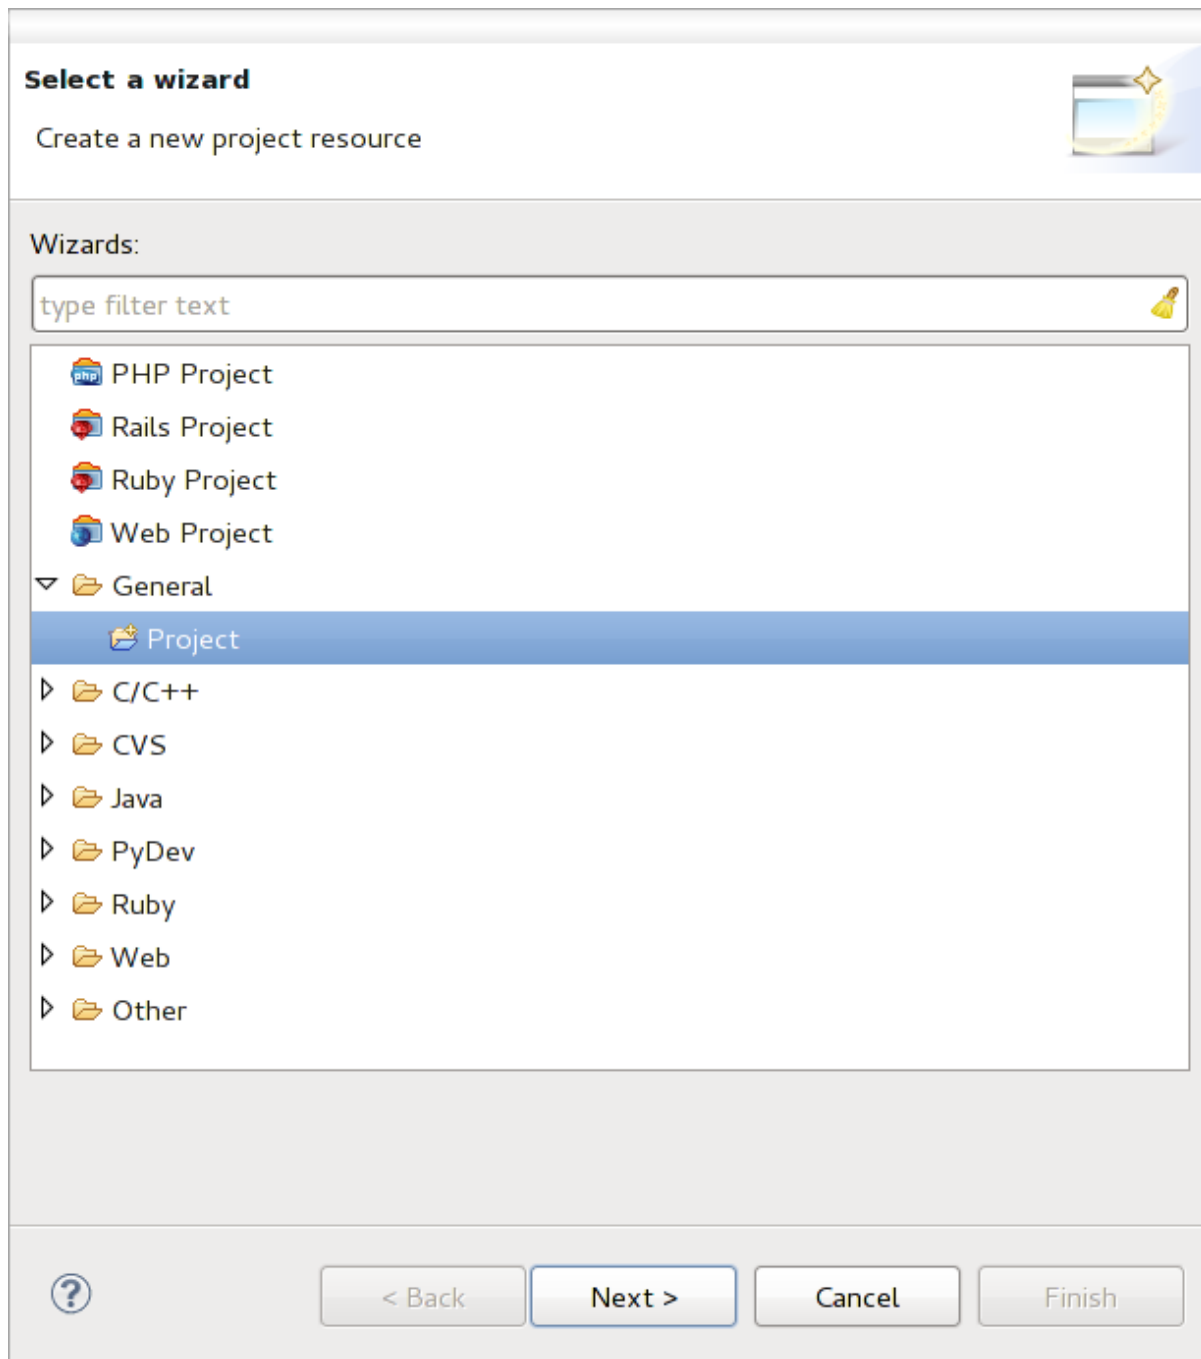 Select a wizard
Create a new project resource
Wizards:
type filter text
php PHP Project
Rails Project
Ruby Project
Web Project
General
Project
C/C++
CVS
Java
PyDev
Ruby
Web
Other
? < Back Next > Cancel Finish